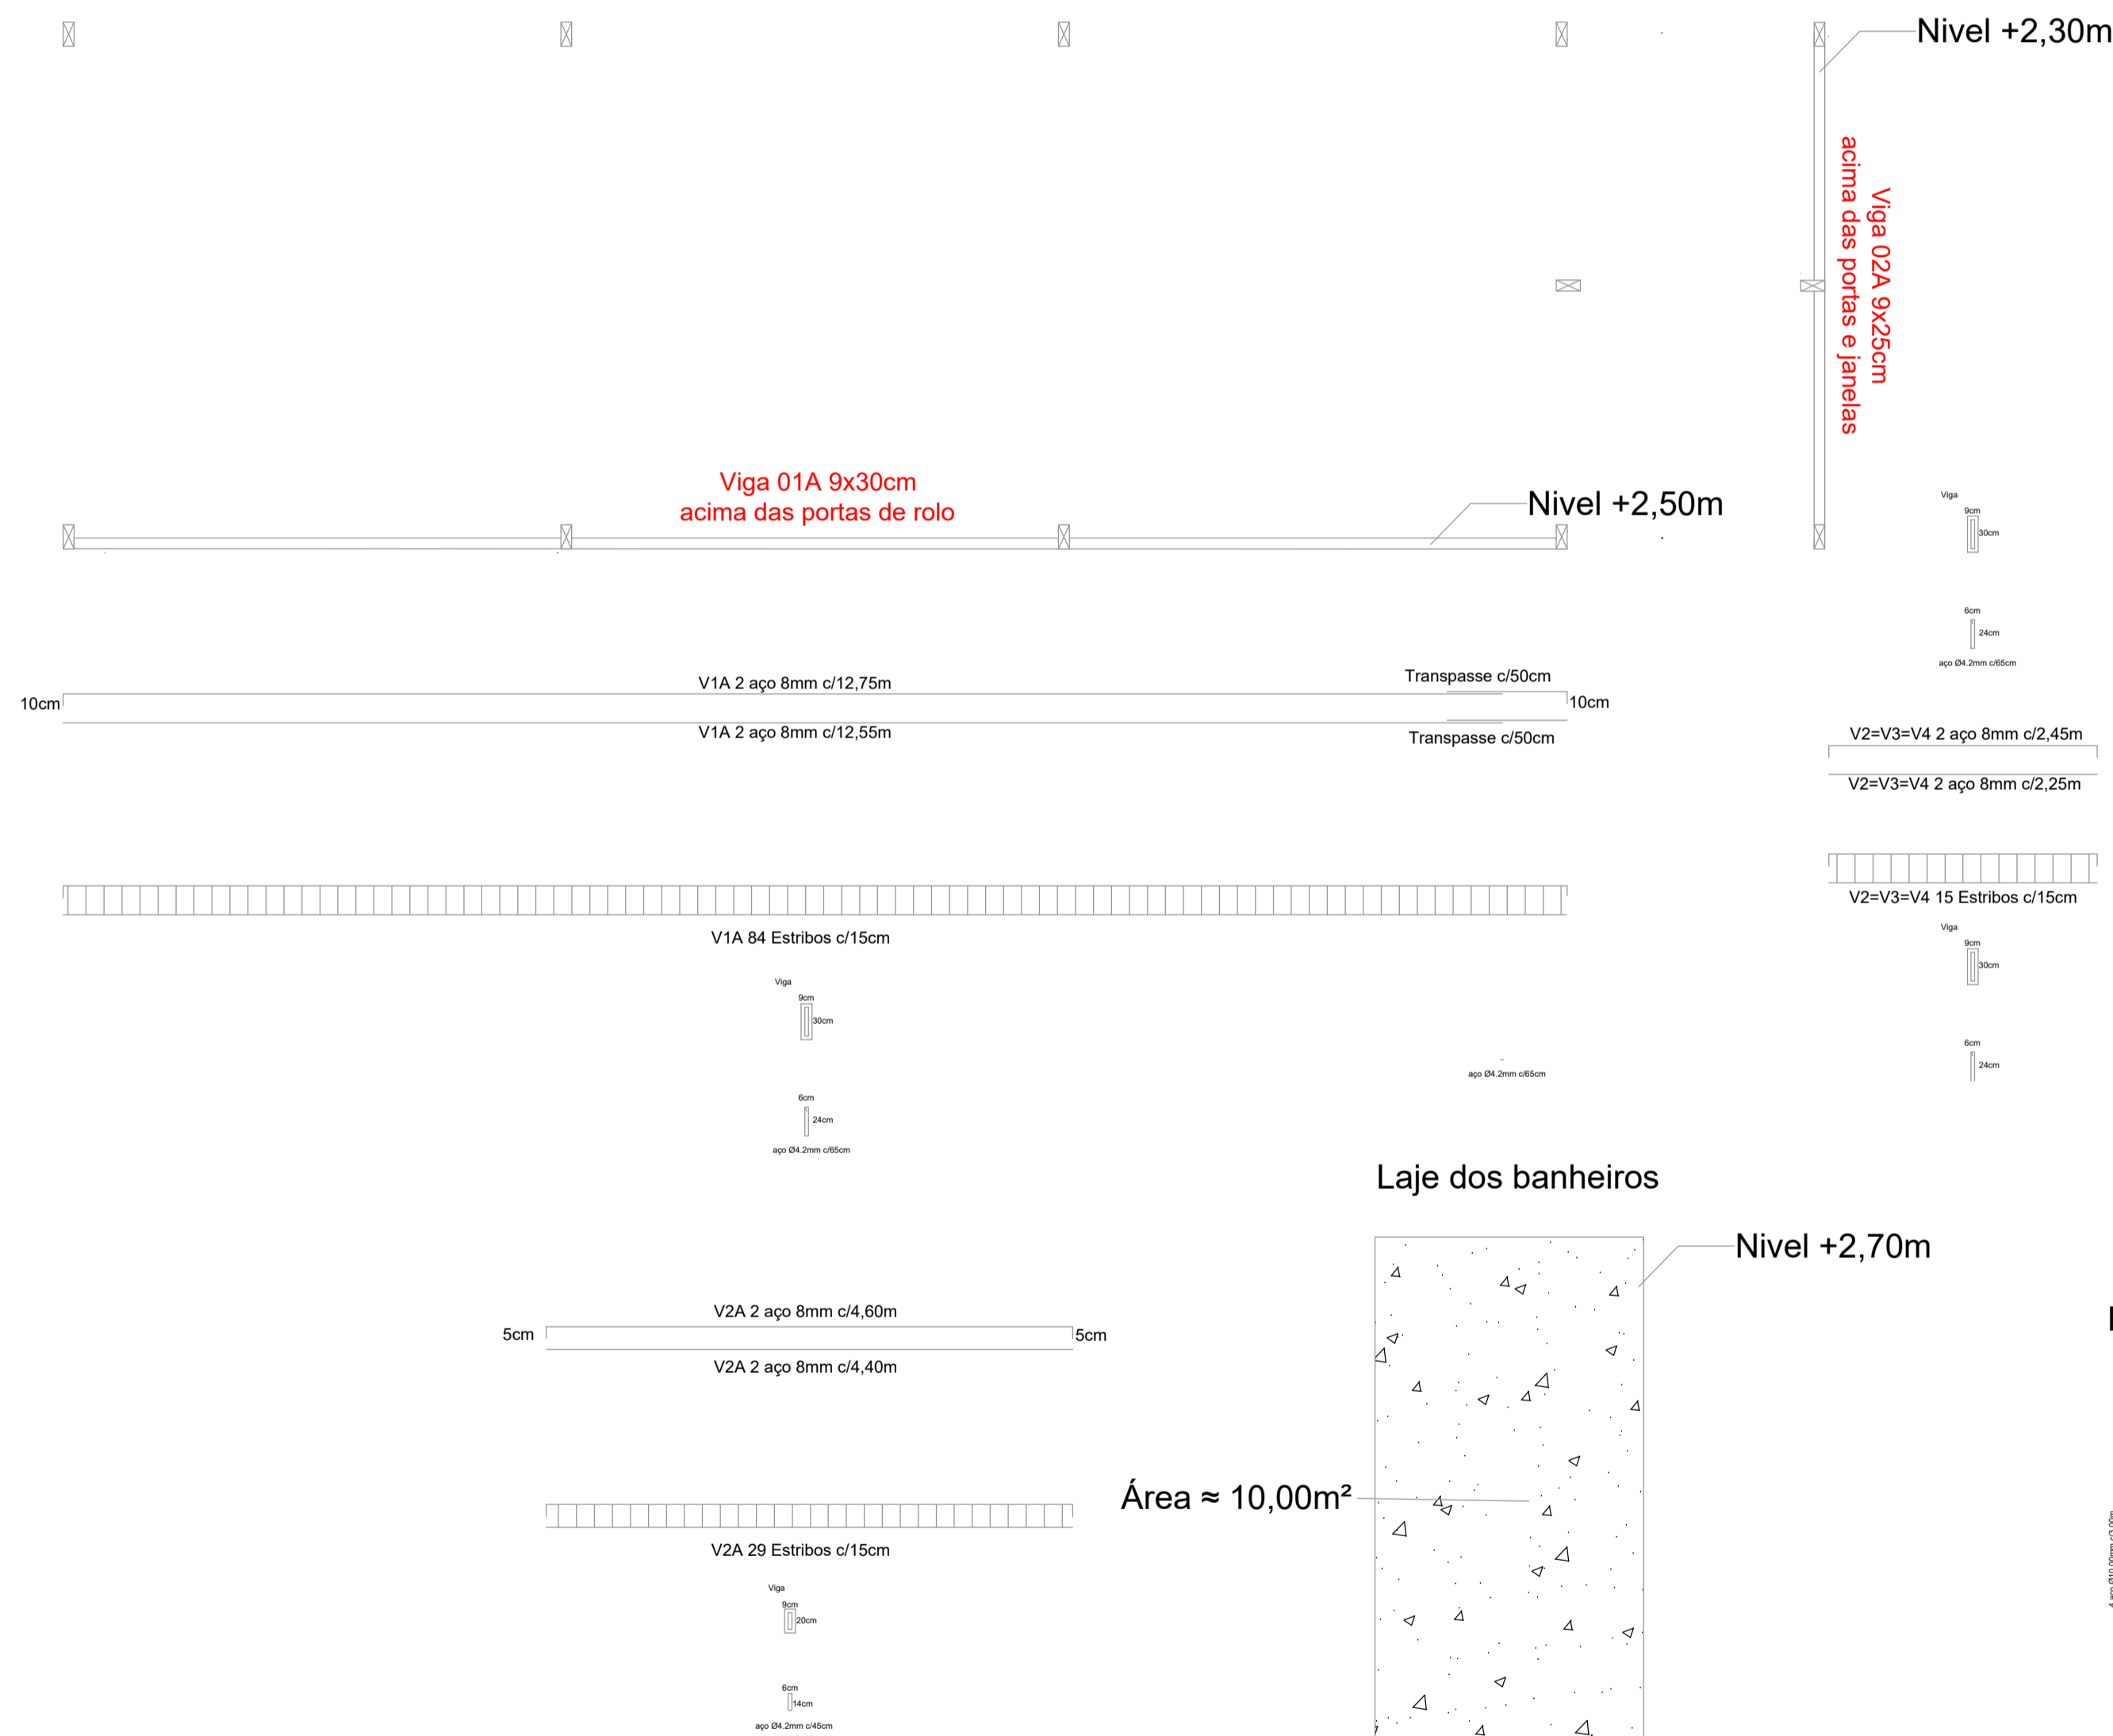 Nivel +2,30m
Viga 02A 9x25cm
acima das portas e janelas
Viga 01A 9x30cm
acima das portas de rolo
Nivel +2,50m
Viga
9cm
30cm
6cm
24cm
aço Ø4.2mm c/65cm
V1A 2 aço 8mm c/12,75m
Transpasse c/50cm
10cm
10cm
V1A 2 aço 8mm c/12,55m
Transpasse c/50cm
V2=V3=V4 2 aço 8mm c/2,45m
V2=V3=V4 2 aço 8mm c/2,25m
V2=V3=V4 15 Estribos c/15cm
V1A 84 Estribos c/15cm
Viga
9cm
30cm
6cm
24cm
Viga
9cm
30cm
6cm
24cm
aço Ø4.2mm c/65cm
aço Ø4.2mm c/65cm
Laje dos banheiros
Nivel +2,70m
Área ≈ 10,00m²
V2A 2 aço 8mm c/4,60m
5cm
5cm
V2A 2 aço 8mm c/4,40m
V2A 29 Estribos c/15cm
Viga
9cm
20cm
6cm
14cm
aço Ø4.2mm c/45cm